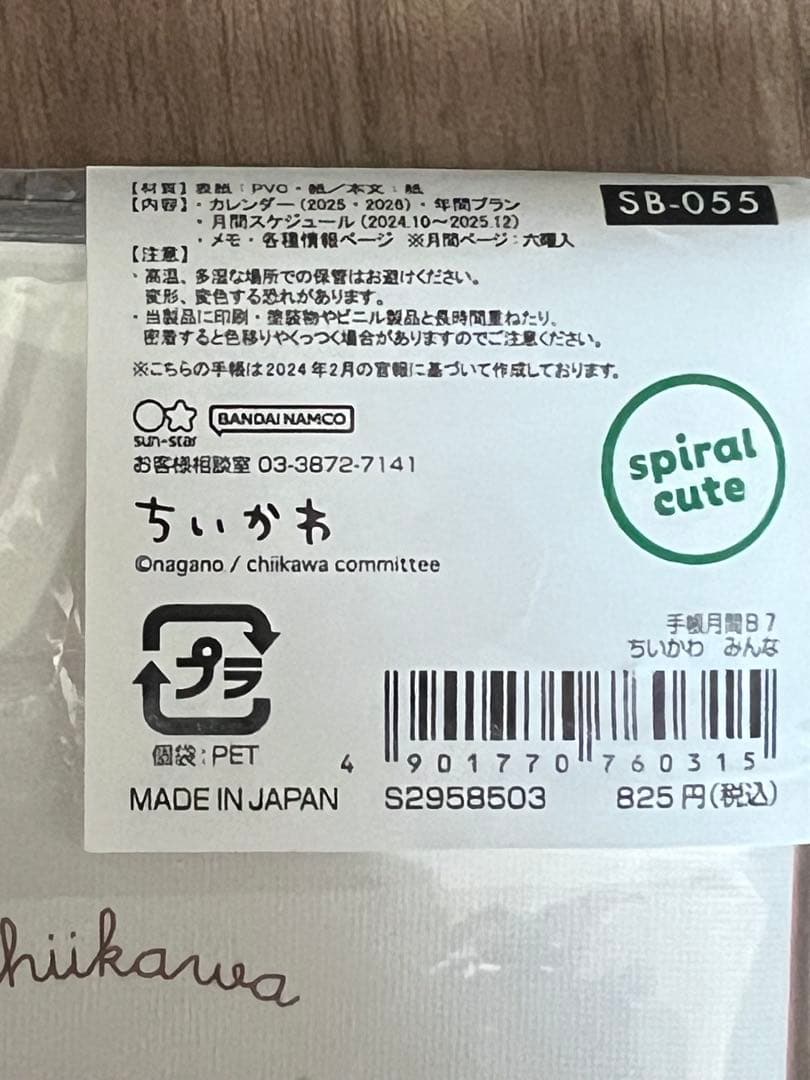 【材質】表紙:PVC・紙/本文:紙
【内容】・カレンダー(2025・2026)・年間プラン
・月間スケジュール(2024.10～2025.12)
・メモ・各種情報ページ ※月間ページ:六曜入
【注意】
・高温、多湿な場所での保管はお避けください。
変形、変色する恐れがあります。
・当製品に印刷・塗装物やビニル製品と長時間重ねたり、
密着すると色移りやくっつく場合がありますのでご注意ください。
※こちらの手帳は2024年2月の官報に基づいて作成しております。
SB-055
sun-star
BANDAI NAMCO
お客様相談室 03-3872-7141
spiral
cute
ちいかわ
©nagano / chiikawa committee
手帳月間B7
ちいかわ みんな
プラ
個袋:PET
4 901770 760315
MADE IN JAPAN
S2958503
825円(税込)
hiikawa